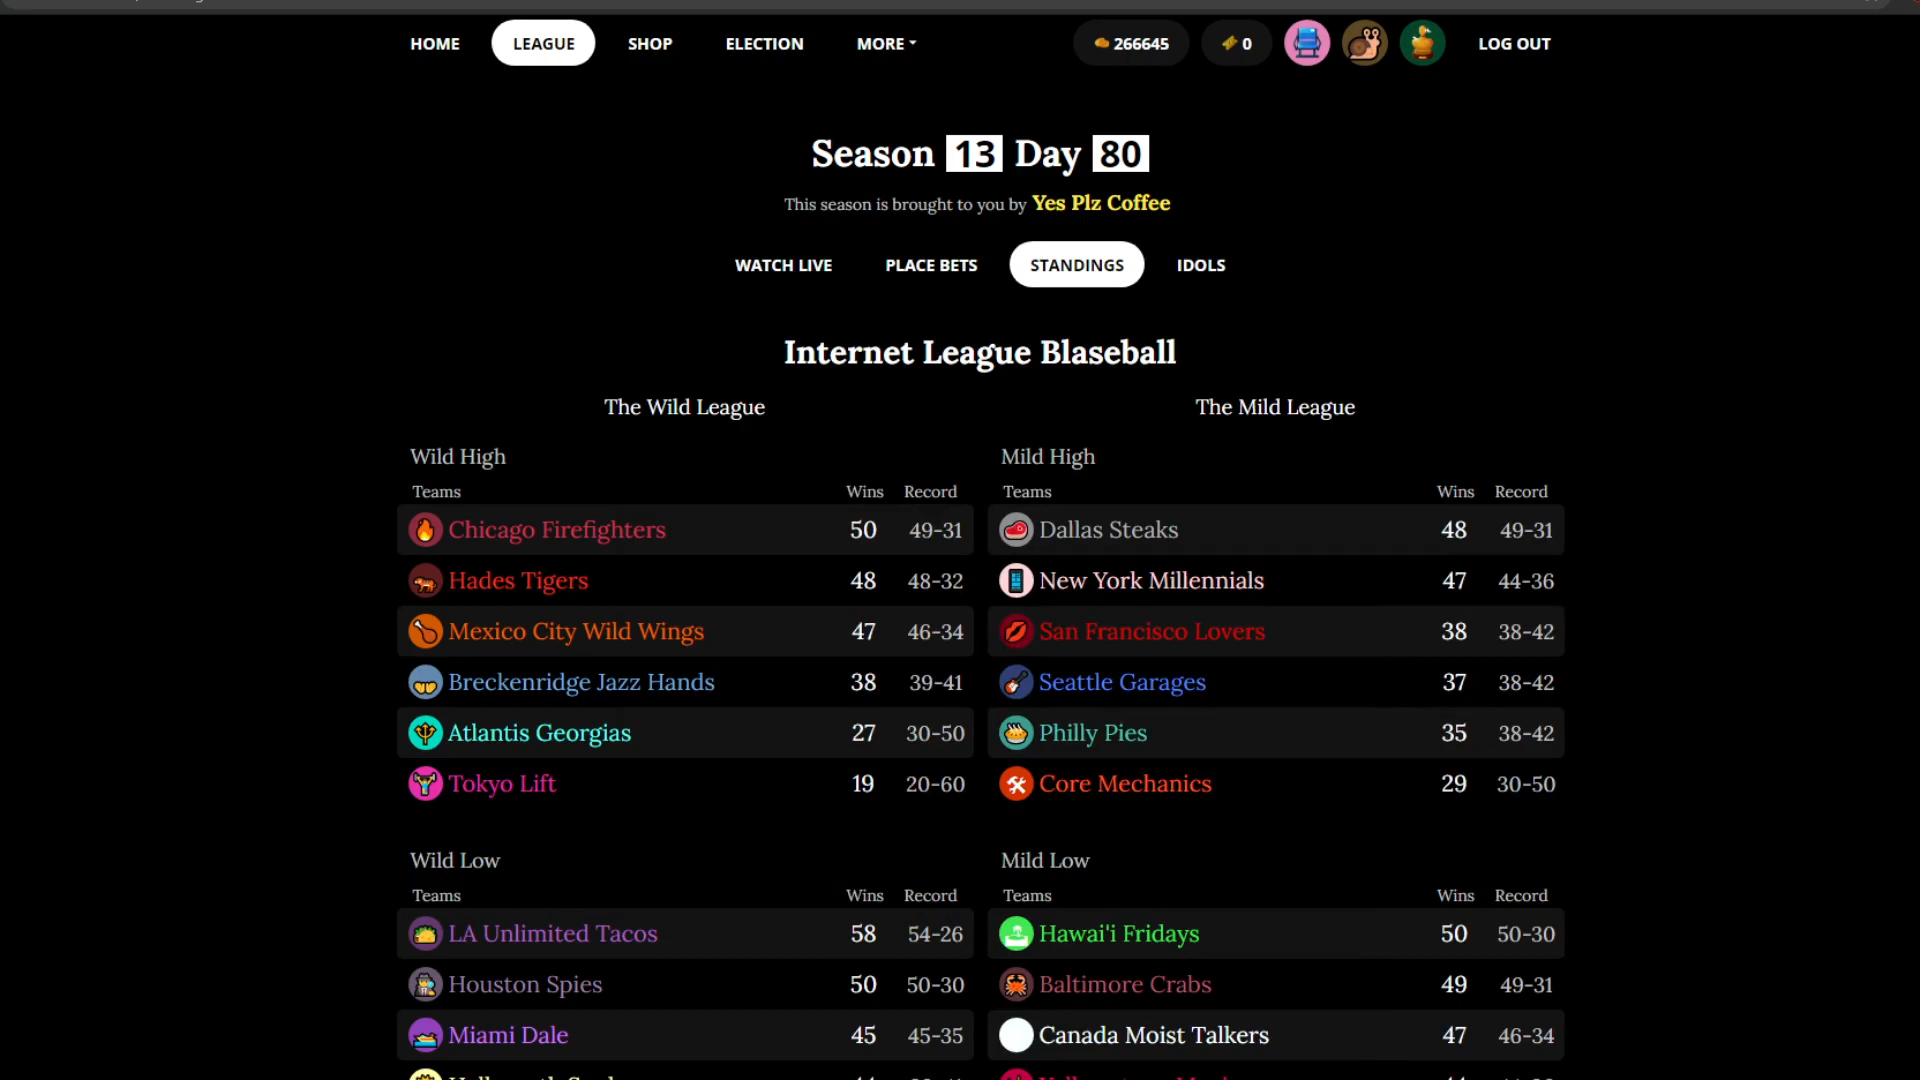 HOME LEAGUE SHOP ELECTION MORE 266645 0 LOG OUT
Season 13 Day 80
This season is brought to you by Yes Plz Coffee
WATCH LIVE PLACE BETS STANDINGS IDOLS
Internet League Blaseball
The Wild League
Wild High
Teams Wins Record
Chicago Firefighters 50 49-31
Hades Tigers 48 48-32
Mexico City Wild Wings 47 46-34
Breckenridge Jazz Hands 38 39-41
Atlantis Georgias 27 30-50
Tokyo Lift 19 20-60
Wild Low
Teams Wins Record
LA Unlimited Tacos 58 54-26
Houston Spies 50 50-30
Miami Dale 45 45-35
The Mild League
Mild High
Teams Wins Record
Dallas Steaks 48 49-31
New York Millennials 47 44-36
San Francisco Lovers 38 38-42
Seattle Garages 37 38-42
Philly Pies 35 38-42
Core Mechanics 29 30-50
Mild Low
Teams Wins Record
Hawai'i Fridays 50 50-30
Baltimore Crabs 49 49-31
Canada Moist Talkers 47 46-34